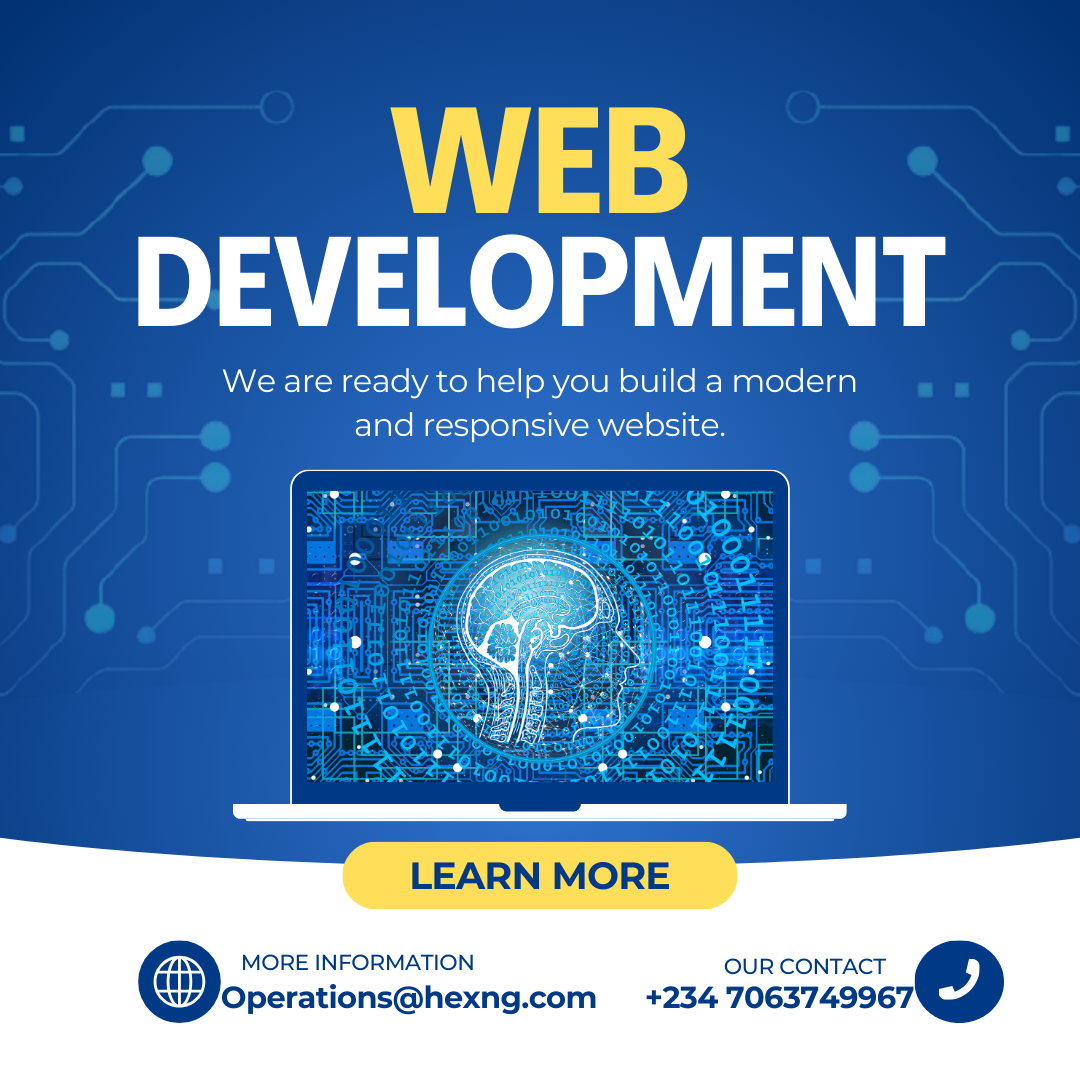 WEB
DEVELOPMENT
We are ready to help you build a modern
and responsive website.
LEARN MORE
MORE INFORMATION
Operations@hexng.com
OUR CONTACT
+234 7063749967